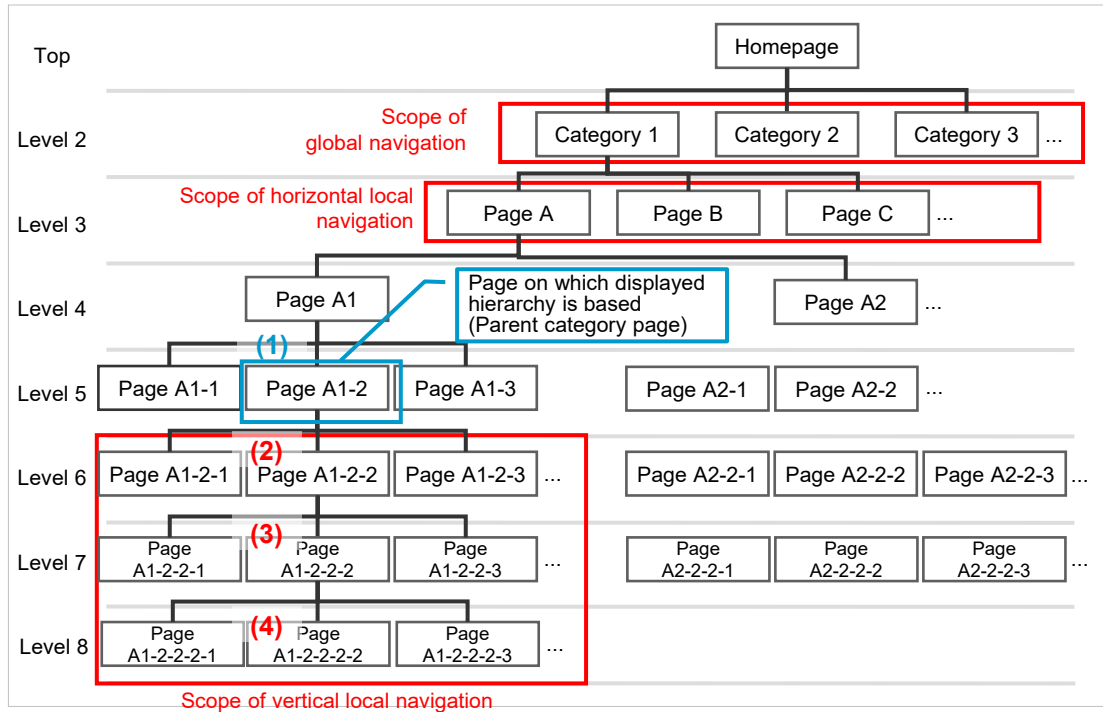 Top
Homepage
Scope of
global navigation
Level 2
Category 1
Category 2
Category 3
...
Scope of horizontal local
navigation
Level 3
Page A
Page B
Page C
...
Level 4
Page A1
Page on which displayed
hierarchy is based
(Parent category page)
Page A2
...
(1)
Level 5
Page A1-1
Page A1-2
Page A1-3
Page A2-1
Page A2-2
...
(2)
Level 6
Page A1-2-1
Page A1-2-2
Page A1-2-3
...
Page A2-2-1
Page A2-2-2
Page A2-2-3
...
(3)
Level 7
Page
A1-2-2-1
Page
A1-2-2-2
Page
A1-2-2-3
...
Page
A2-2-2-1
Page
A2-2-2-2
Page
A2-2-2-3
...
(4)
Level 8
Page
A1-2-2-2-1
Page
A1-2-2-2-2
Page
A1-2-2-2-3
...
Scope of vertical local navigation